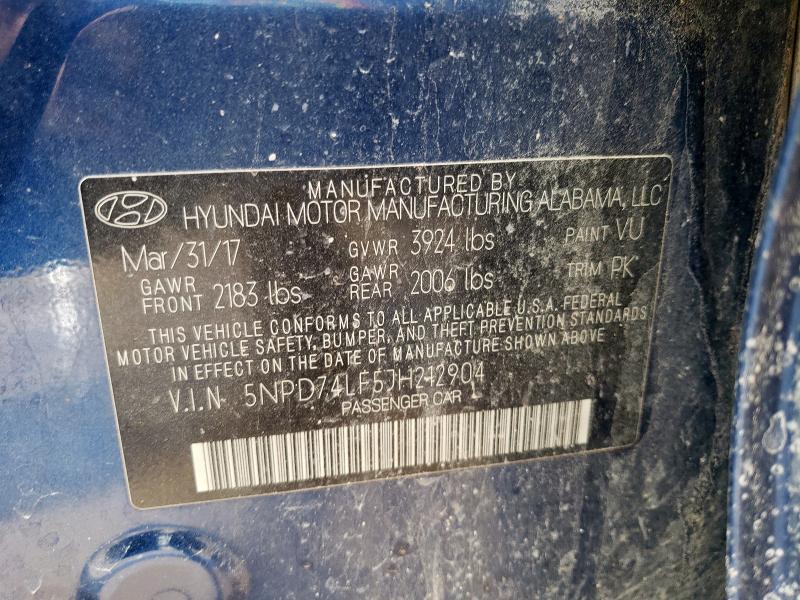 MANUFACTURED BY
HYUNDAI MOTOR MANUFACTURING ALABAMA, LLC
Mar/31/17 GVWR 3924 lbs PAINT VU
GAWR FRONT 2183 lbs GAWR REAR 2006 lbs TRIM PK
THIS VEHICLE CONFORMS TO ALL APPLICABLE U.S.A. FEDERAL
MOTOR VEHICLE SAFETY, BUMPER, AND THEFT PREVENTION STANDARDS
IN EFFECT ON THE DATE OF MANUFACTURE SHOWN ABOVE
V.I.N 5NPD74LF5JH212904
PASSENGER CAR